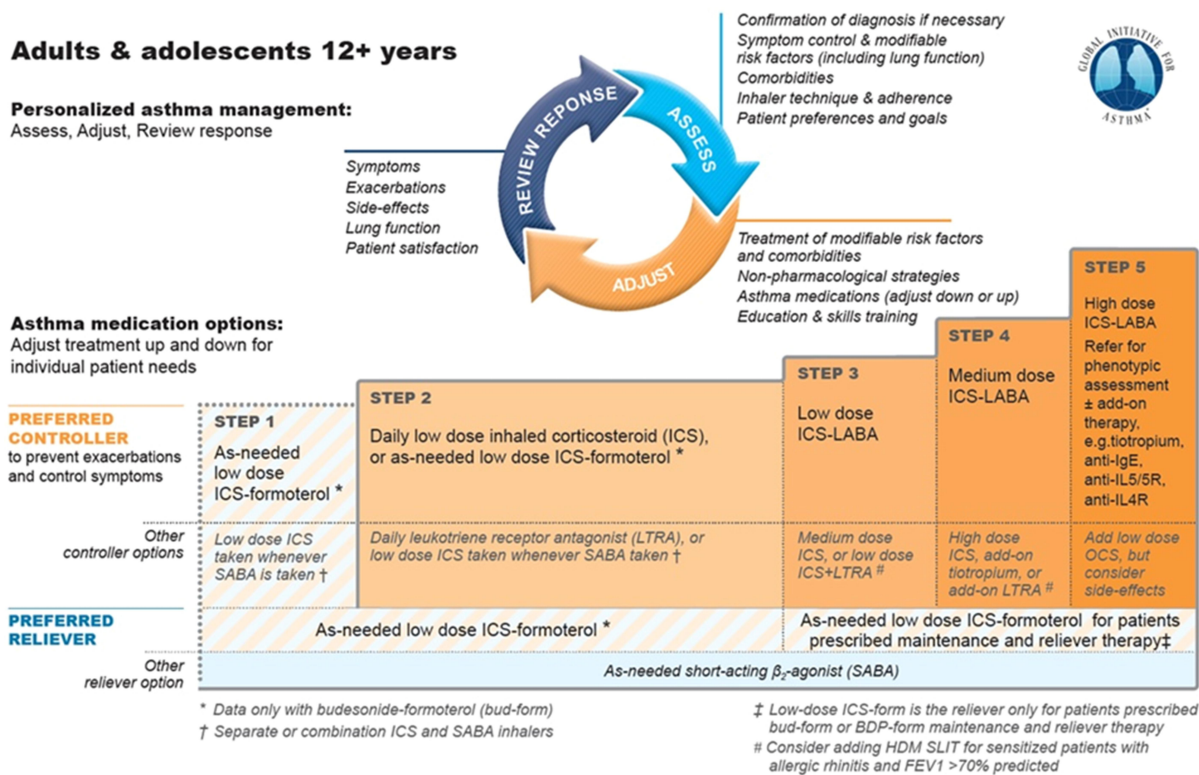 Adults & adolescents 12+ years
Personalized asthma management:
Assess, Adjust, Review response
REVIEW REPONSE
ASSESS
ADJUST
Symptoms
Exacerbations
Side-effects
Lung function
Patient satisfaction
Confirmation of diagnosis if necessary
Symptom control & modifiable
risk factors (including lung function)
Comorbidities
Inhaler technique & adherence
Patient preferences and goals
GLOBAL INITIATIVE FOR
ASTHMA
Treatment of modifiable risk factors
and comorbidities
Non-pharmacological strategies
Asthma medications (adjust down or up)
Education & skills training
Asthma medication options:
Adjust treatment up and down for
individual patient needs
PREFERRED
CONTROLLER
to prevent exacerbations
and control symptoms
STEP 1
As-needed
low dose
ICS-formoterol *
STEP 2
Daily low dose inhaled corticosteroid (ICS),
or as-needed low dose ICS-formoterol *
STEP 3
Low dose
ICS-LABA
STEP 4
Medium dose
ICS-LABA
STEP 5
High dose
ICS-LABA
Refer for
phenotypic
assessment
± add-on
therapy,
e.g.tiotropium,
anti-IgE,
anti-IL5/5R,
anti-IL4R
Other
controller options
Low dose ICS
taken whenever
SABA is taken †
Daily leukotriene receptor antagonist (LTRA), or
low dose ICS taken whenever SABA taken †
Medium dose
ICS, or low dose
ICS+LTRA #
High dose
ICS, add-on
tiotropium, or
add-on LTRA #
Add low dose
OCS, but
consider
side-effects
PREFERRED
RELIEVER
As-needed low dose ICS-formoterol *
As-needed low dose ICS-formoterol for patients
prescribed maintenance and reliever therapy‡
Other
reliever option
As-needed short-acting β2-agonist (SABA)
* Data only with budesonide-formoterol (bud-form)
† Separate or combination ICS and SABA inhalers
‡ Low-dose ICS-form is the reliever only for patients prescribed
bud-form or BDP-form maintenance and reliever therapy
# Consider adding HDM SLIT for sensitized patients with
allergic rhinitis and FEV1 >70% predicted